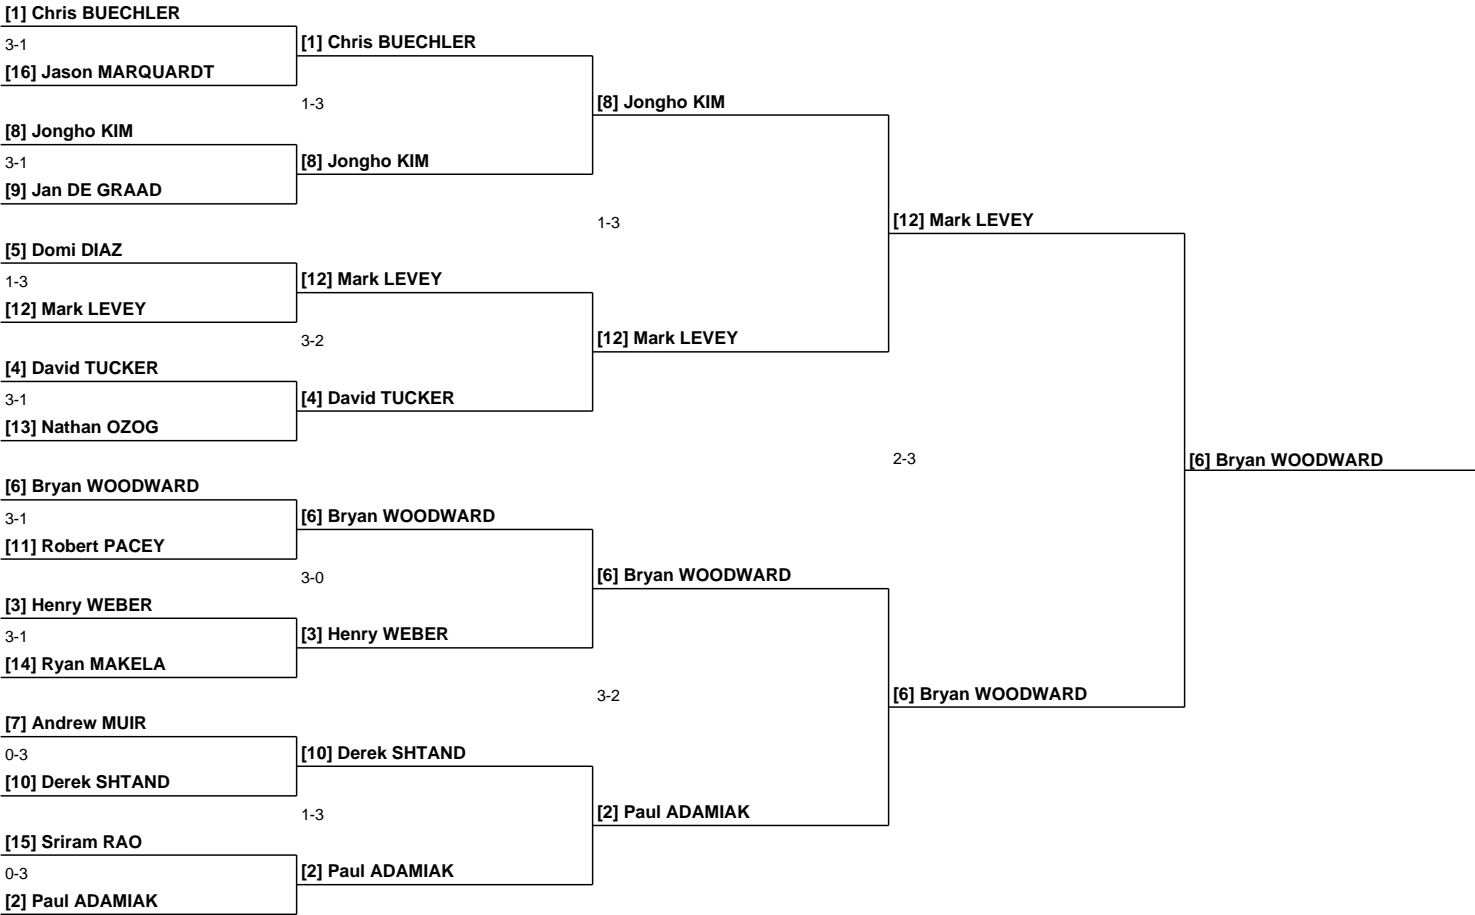 [1] Chris BUECHLER
3-1
[16] Jason MARQUARDT
[8] Jongho KIM
3-1
[9] Jan DE GRAAD
[5] Domi DIAZ
1-3
[12] Mark LEVEY
[4] David TUCKER
3-1
[13] Nathan OZOG
[6] Bryan WOODWARD
3-1
[11] Robert PACEY
[3] Henry WEBER
3-1
[14] Ryan MAKELA
[7] Andrew MUIR
0-3
[10] Derek SHTAND
[15] Sriram RAO
0-3
[2] Paul ADAMIAK
[1] Chris BUECHLER
1-3
[8] Jongho KIM
[12] Mark LEVEY
3-2
[4] David TUCKER
[6] Bryan WOODWARD
3-0
[3] Henry WEBER
[10] Derek SHTAND
1-3
[2] Paul ADAMIAK
[8] Jongho KIM
1-3
[12] Mark LEVEY
[6] Bryan WOODWARD
3-2
[2] Paul ADAMIAK
[12] Mark LEVEY
2-3
[6] Bryan WOODWARD
[6] Bryan WOODWARD